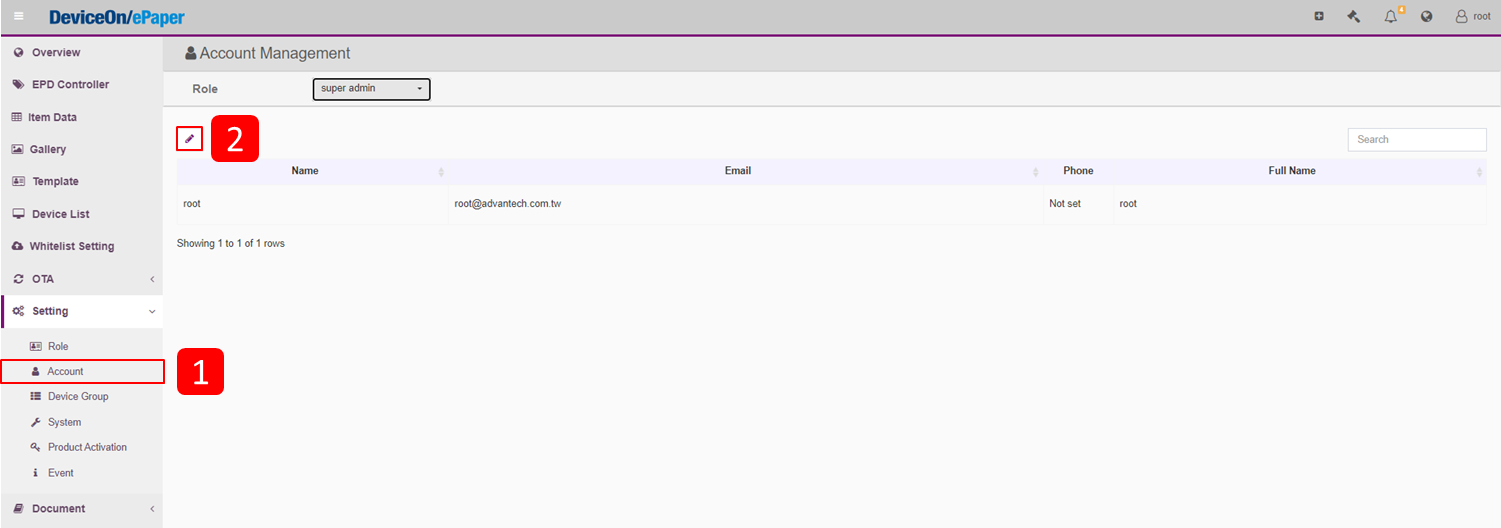 DeviceOn/ePaper
4
root
Overview
EPD Controller
Item Data
Gallery
Template
Device List
Whitelist Setting
OTA
Setting
Role
Account
1
Device Group
System
Product Activation
Event
Document
Account Management
Role super admin
2
Search
Name Email Phone Full Name
root root@advantech.com.tw Not set root
Showing 1 to 1 of 1 rows